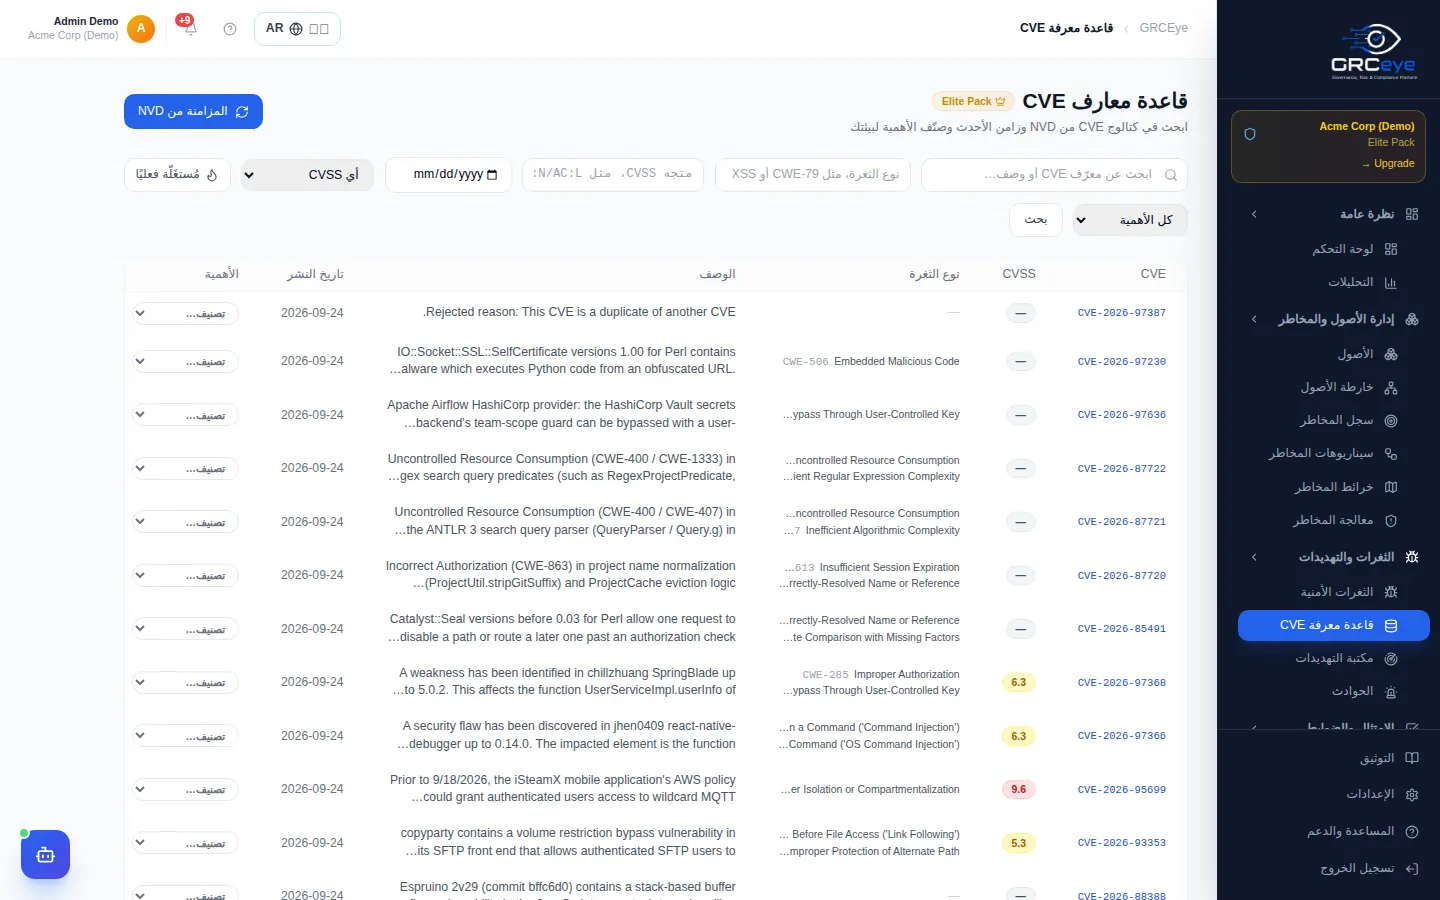 GRCeye
Governance, Risk & Compliance Platform
Acme Corp (Demo)
Elite Pack
Upgrade →
نظرة عامة
لوحة التحكم
التحليلات
إدارة الأصول والمخاطر
الأصول
خارطة الأصول
سجل المخاطر
سيناريوهات المخاطر
خرائط المخاطر
معالجة المخاطر
الثغرات والتهديدات
الثغرات الأمنية
قاعدة معرفة CVE
مكتبة التهديدات
الحوادث
التوثيق
الإعدادات
المساعدة والدعم
تسجيل الخروج
GRCEye
قاعدة معرفة CVE
AR
+9
A
Admin Demo
Acme Corp (Demo)
قاعدة معارف CVE
Elite Pack
ابحث في كتالوج CVE من NVD وزامن الأحدث وصنّف الأهمية لبيئتك
المزامنة من NVD
ابحث عن معرّف CVE أو وصف…
نوع الثغرة، مثل CWE-79 أو XSS
متجه CVSS، مثل N/AC:L:
mm/dd/yyyy
أي CVSS
مُستغَلّة فعليًا
كل الأهمية
بحث
CVE
CVSS
نوع الثغرة
الوصف
تاريخ النشر
الأهمية
CVE-2026-97387
—
—
.Rejected reason: This CVE is a duplicate of another CVE
2026-09-24
تصنيف...
CVE-2026-97230
—
CWE-506 Embedded Malicious Code
IO::Socket::SSL::SelfCertificate versions 1.00 for Perl contains
…alware which executes Python code from an obfuscated URL.
2026-09-24
تصنيف...
CVE-2026-97636
—
…ypass Through User-Controlled Key
Apache Airflow HashiCorp provider: the HashiCorp Vault secrets
…backend's team-scope guard can be bypassed with a user-
2026-09-24
تصنيف...
CVE-2026-87722
—
…ncontrolled Resource Consumption
…ient Regular Expression Complexity
Uncontrolled Resource Consumption (CWE-400 / CWE-1333) in
…gex search query predicates (such as RegexProjectPredicate,
2026-09-24
تصنيف...
CVE-2026-87721
—
…ncontrolled Resource Consumption
…7 Inefficient Algorithmic Complexity
Uncontrolled Resource Consumption (CWE-400 / CWE-407) in
…the ANTLR 3 search query parser (QueryParser / Query.g) in
2026-09-24
تصنيف...
CVE-2026-87720
—
…613 Insufficient Session Expiration
…rrectly-Resolved Name or Reference
Incorrect Authorization (CWE-863) in project name normalization
…(ProjectUtil.stripGitSuffix) and ProjectCache eviction logic
2026-09-24
تصنيف...
CVE-2026-85491
—
…rrectly-Resolved Name or Reference
…te Comparison with Missing Factors
Catalyst::Seal versions before 0.03 for Perl allow one request to
…disable a path or route a later one past an authorization check
2026-09-24
تصنيف...
CVE-2026-97368
6.3
CWE-285 Improper Authorization
…ypass Through User-Controlled Key
A weakness has been identified in chillzhuang SpringBlade up
…to 5.0.2. This affects the function UserServiceImpl.userInfo of
2026-09-24
تصنيف...
CVE-2026-97366
6.3
…n a Command ('Command Injection')
…Command ('OS Command Injection')
A security flaw has been discovered in jhen0409 react-native-
…debugger up to 0.14.0. The impacted element is the function
2026-09-24
تصنيف...
CVE-2026-95699
9.6
…er Isolation or Compartmentalization
Prior to 9/18/2026, the iSteamX mobile application's AWS policy
…could grant authenticated users access to wildcard MQTT
2026-09-24
تصنيف...
CVE-2026-93353
5.3
… Before File Access ('Link Following')
…mproper Protection of Alternate Path
copyparty contains a volume restriction bypass vulnerability in
…its SFTP front end that allows authenticated SFTP users to
2026-09-24
تصنيف...
CVE-2026-88388
—
—
Espruino 2v29 (commit bffc6d0) contains a stack-based buffer
2026-09-24
تصنيف...